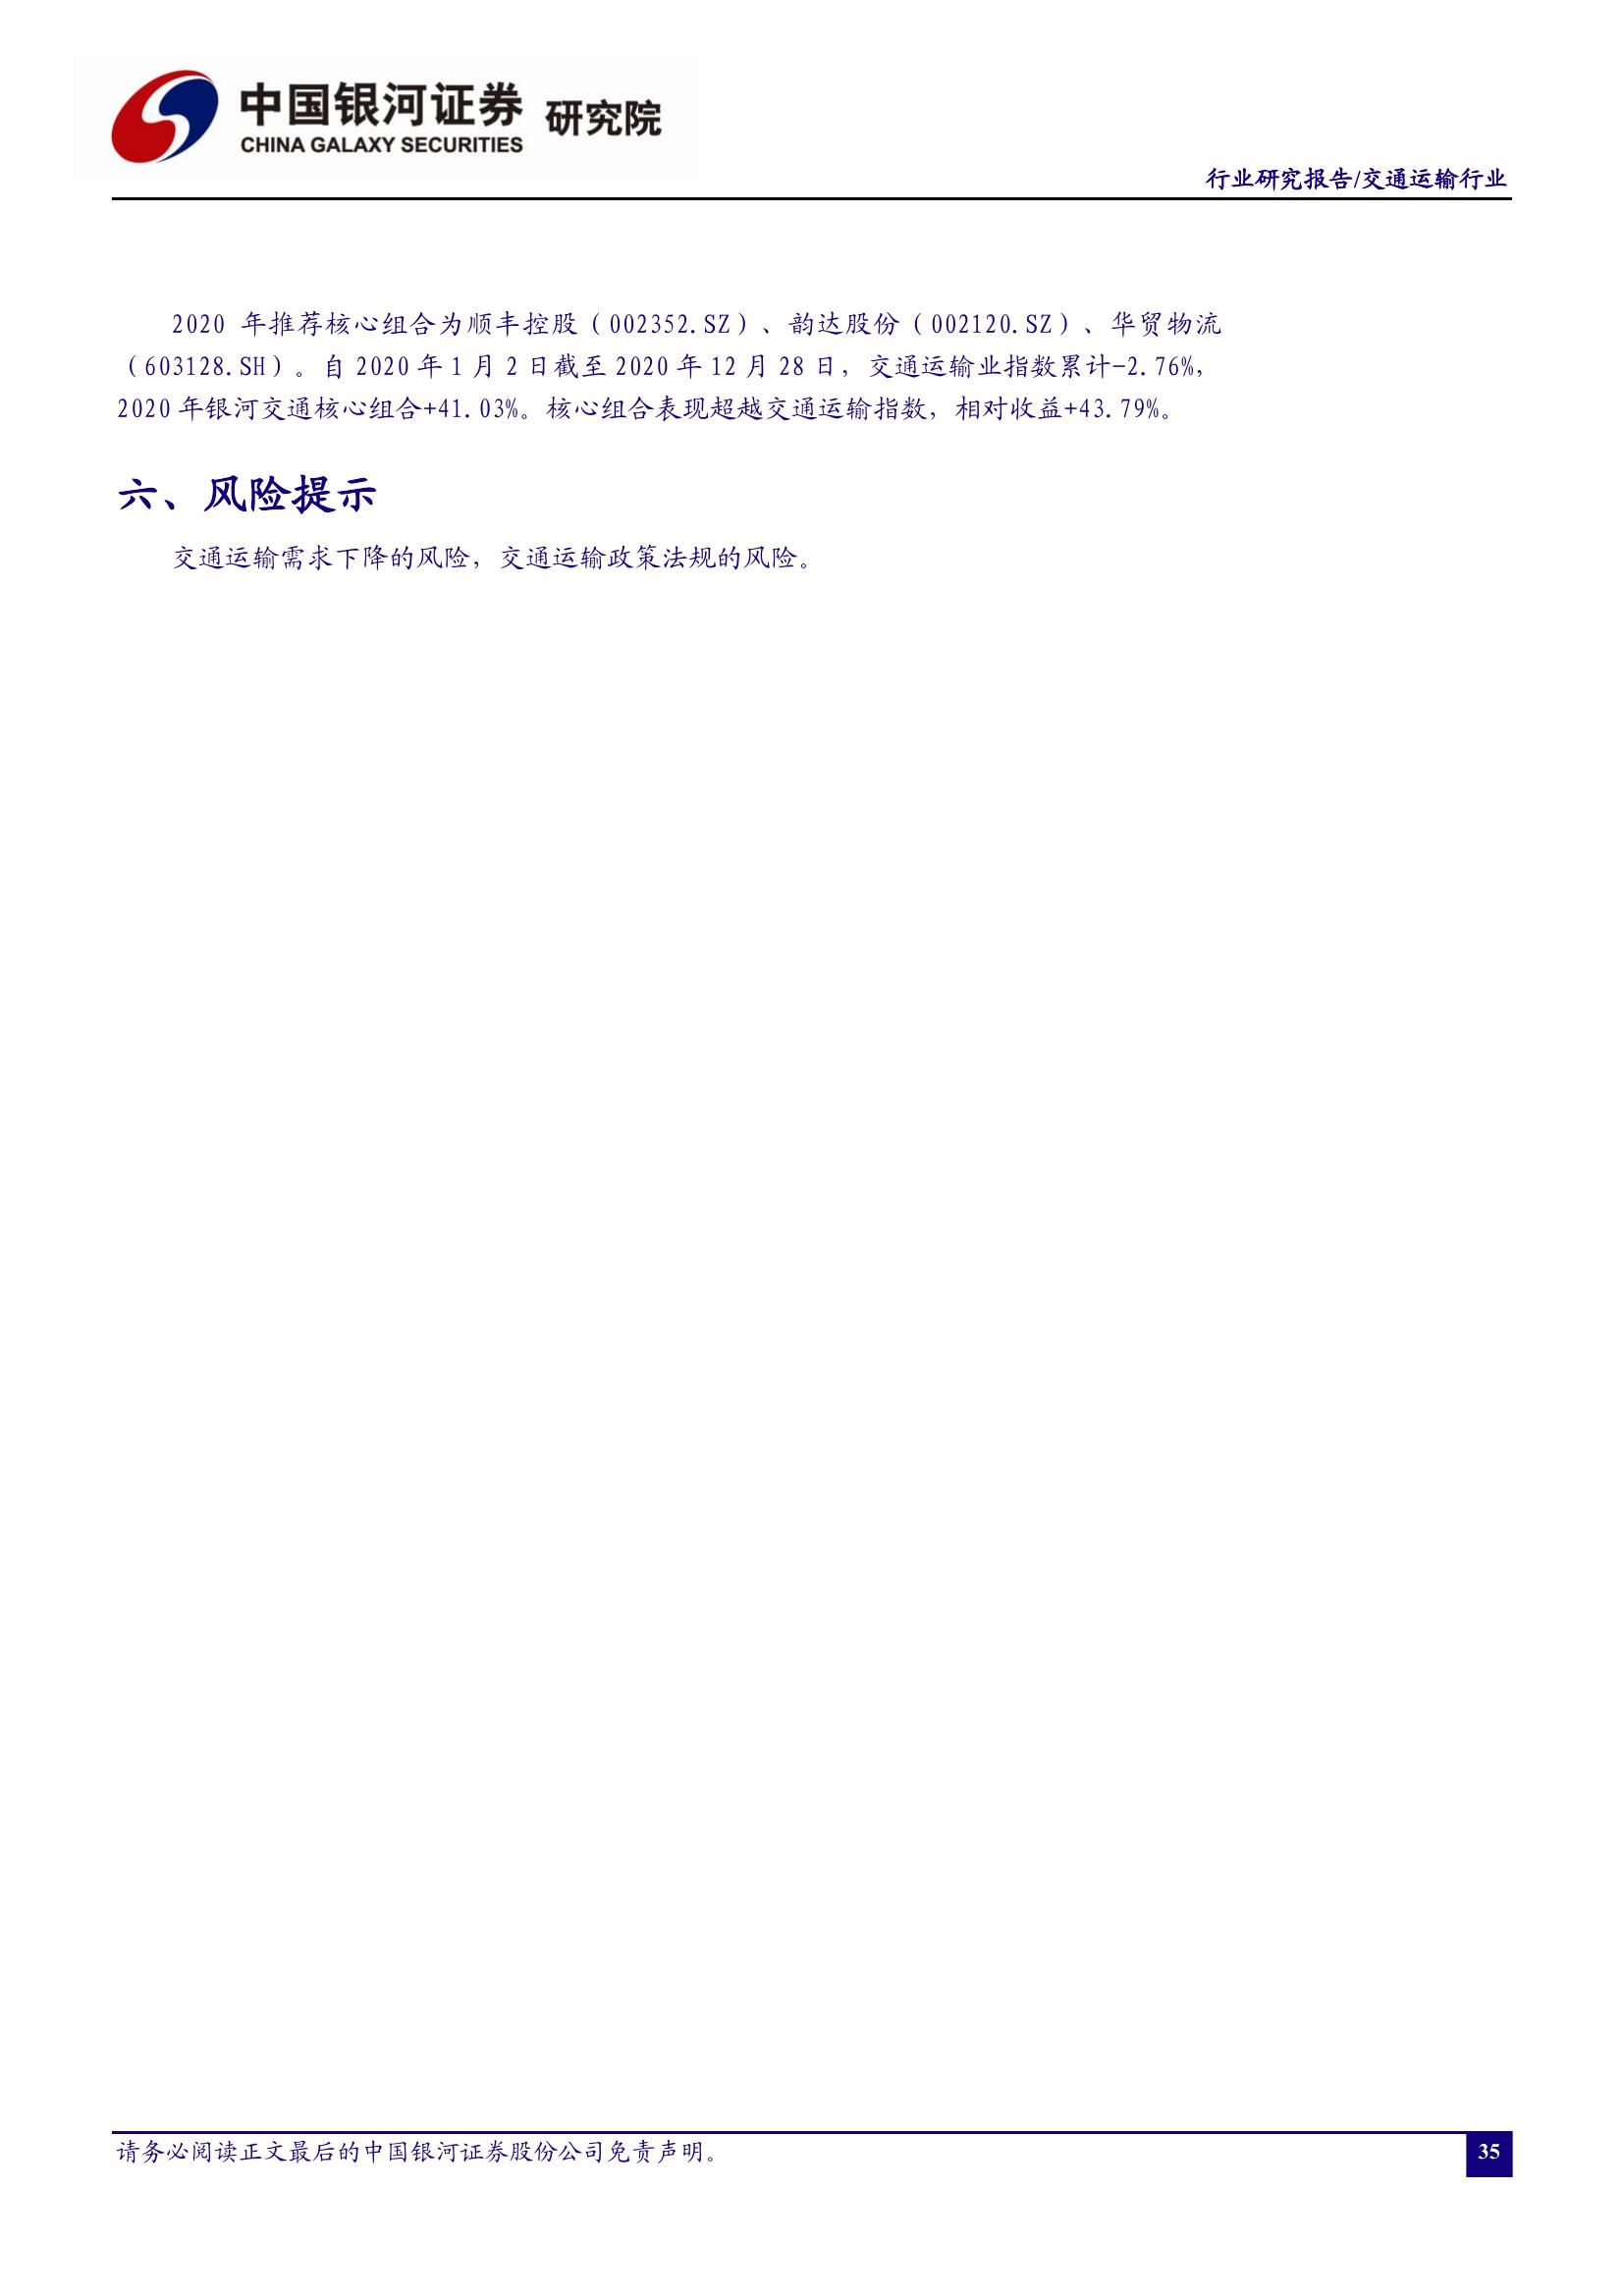 中国银河证券 研究院
CHINA GALAXY SECURITIES
行业研究报告/交通运输行业
2020 年推荐核心组合为顺丰控股（002352.SZ）、韵达股份（002120.SZ）、华贸物流
（603128.SH）。自 2020 年 1 月 2 日截至 2020 年 12 月 28 日，交通运输业指数累计-2.76%，
2020 年银河交通核心组合+41.03%。核心组合表现超越交通运输指数，相对收益+43.79%。
六、风险提示
交通运输需求下降的风险，交通运输政策法规的风险。
请务必阅读正文最后的中国银河证券股份公司免责声明。
35